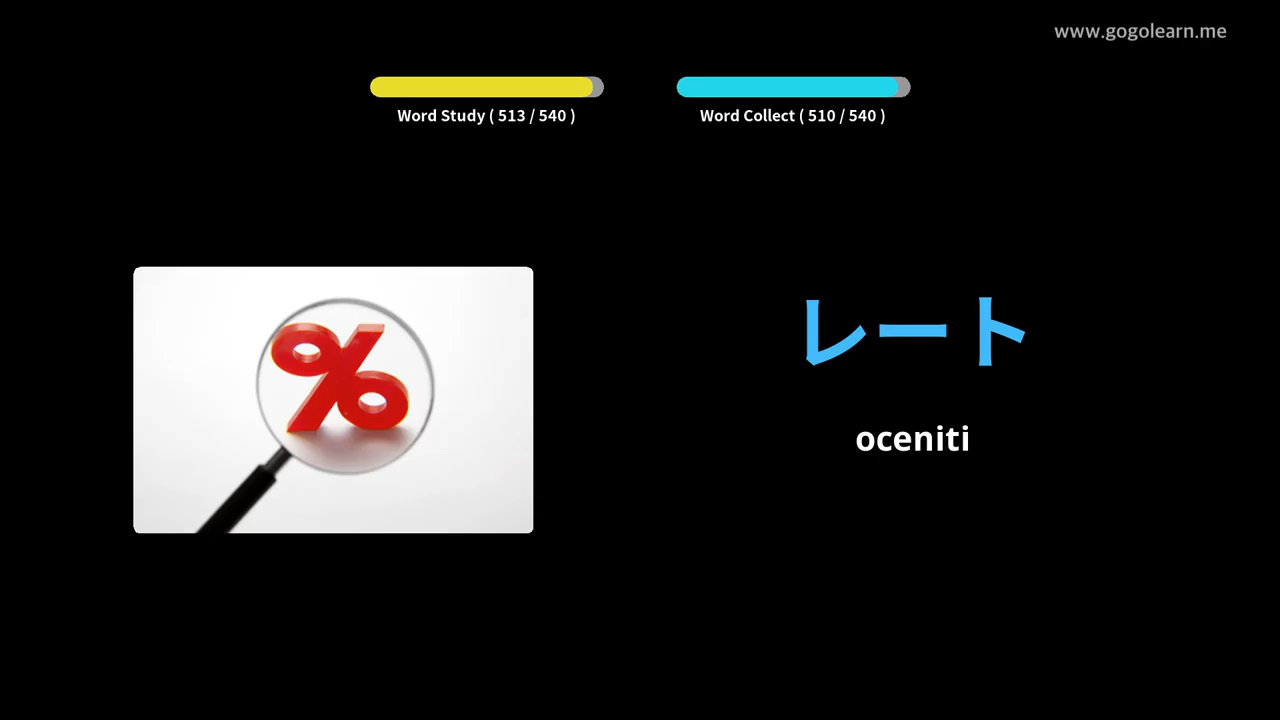 www.gogolearn.me
Word Study ( 513 / 540 )
Word Collect ( 510 / 540 )
%
レート
oceniti